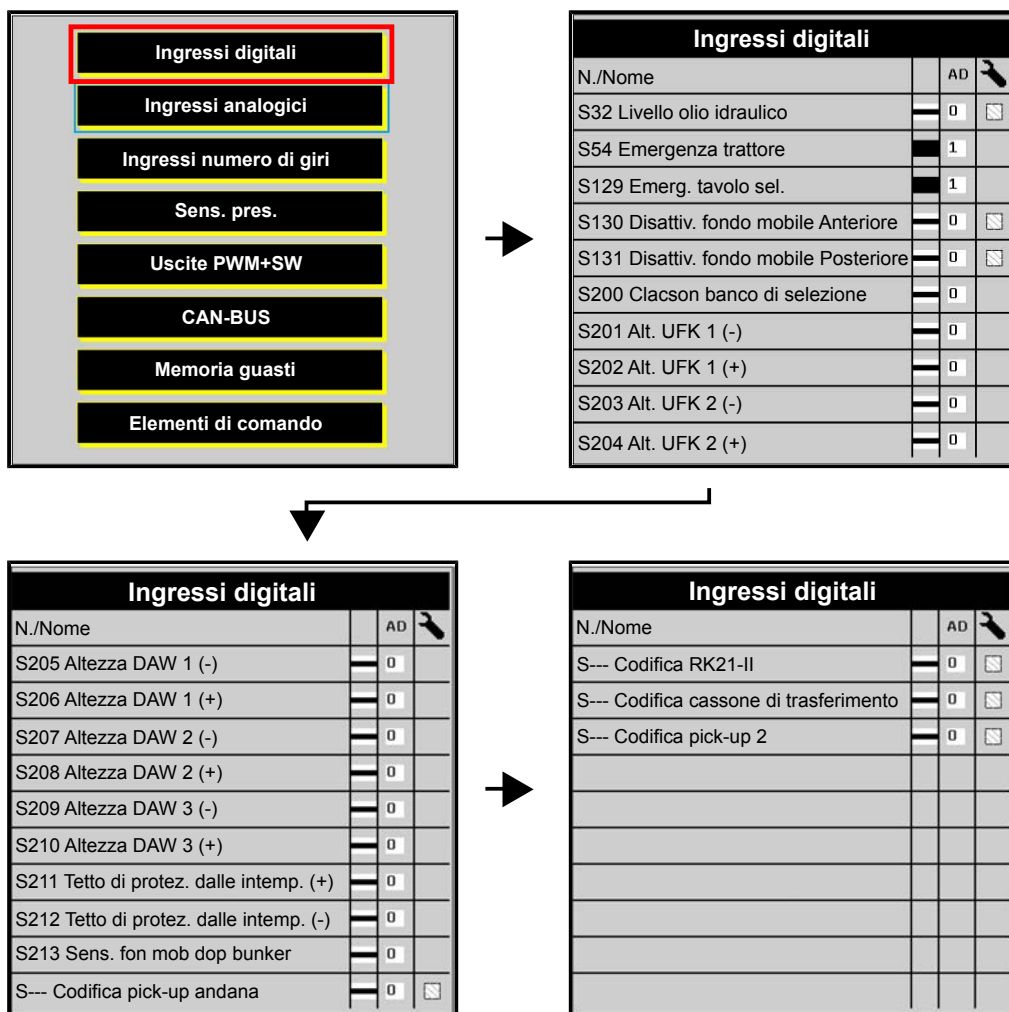 Ingressi digitali
Ingressi analogici
Ingressi numero di giri
Sens. pres.
Uscite PWM+SW
CAN-BUS
Memoria guasti
Elementi di comando
Ingressi digitali
N./Nome AD
S32 Livello olio idraulico 0
S54 Emergenza trattore 1
S129 Emerg. tavolo sel. 1
S130 Disattiv. fondo mobile Anteriore 0
S131 Disattiv. fondo mobile Posteriore 0
S200 Clacson banco di selezione 0
S201 Alt. UFK 1 (-) 0
S202 Alt. UFK 1 (+) 0
S203 Alt. UFK 2 (-) 0
S204 Alt. UFK 2 (+) 0
Ingressi digitali
N./Nome AD
S205 Altezza DAW 1 (-) 0
S206 Altezza DAW 1 (+) 0
S207 Altezza DAW 2 (-) 0
S208 Altezza DAW 2 (+) 0
S209 Altezza DAW 3 (-) 0
S210 Altezza DAW 3 (+) 0
S211 Tetto di protez. dalle intemp. (+) 0
S212 Tetto di protez. dalle intemp. (-) 0
S213 Sens. fon mob dop bunker 0
S--- Codifica pick-up andana 0
Ingressi digitali
N./Nome AD
S--- Codifica RK21-II 0
S--- Codifica cassone di trasferimento 0
S--- Codifica pick-up 2 0